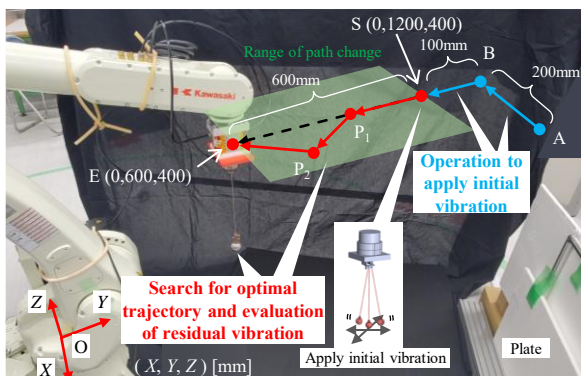 S (0,1200,400)
Range of path change
100mm
B
600mm
200mm
Kawasaki
P1
A
P2
E (0,600,400)
Operation to
apply initial
vibration
Search for optimal
trajectory and evaluation
of residual vibration
Z
Y
O
X
(X, Y, Z) [mm]
"
"
Apply initial vibration
Plate